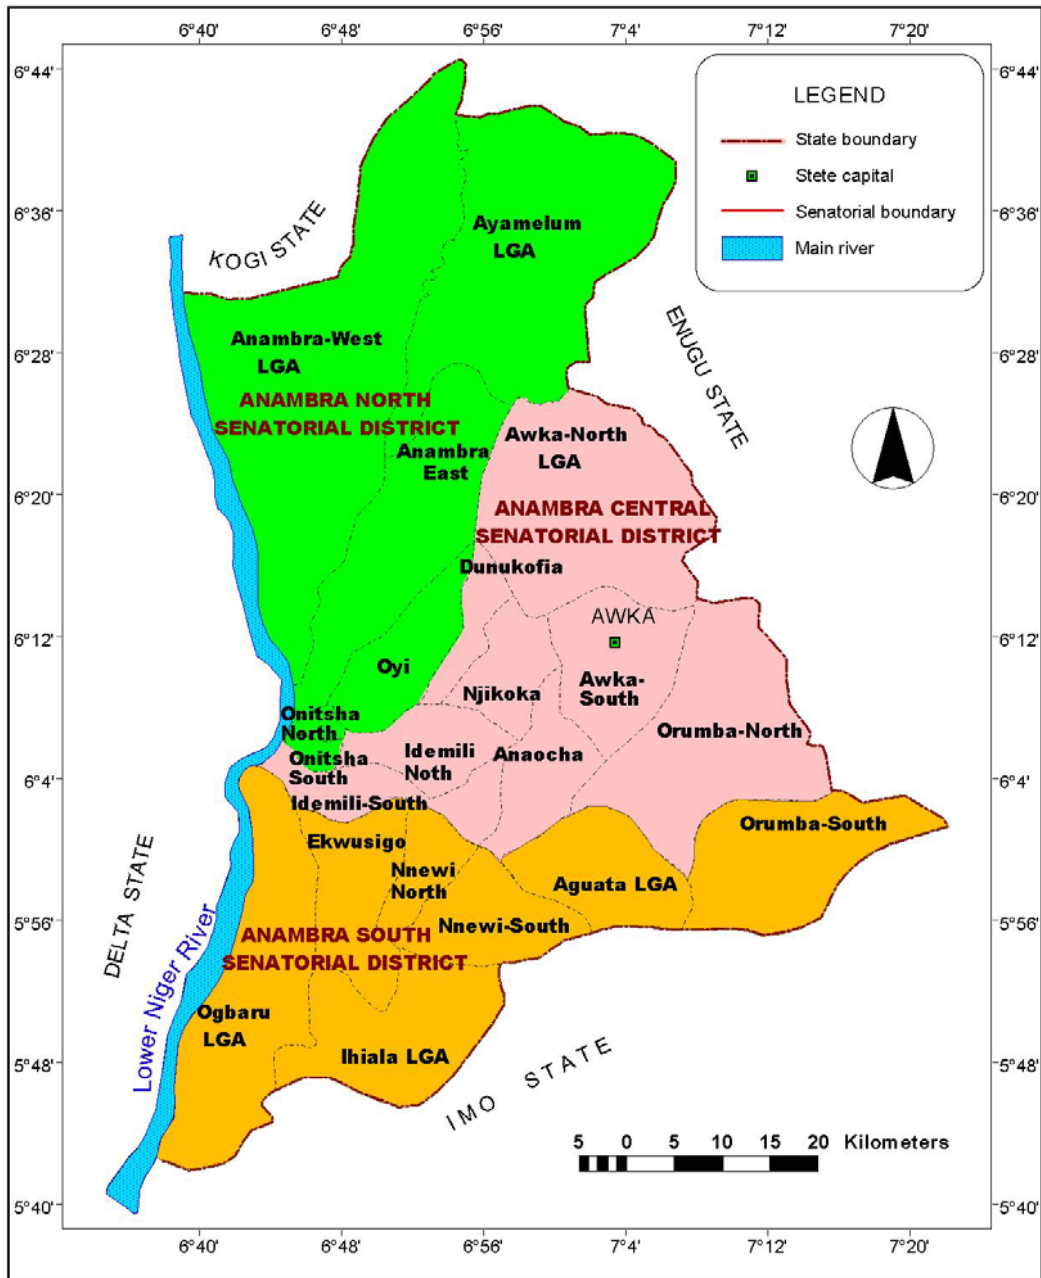 6°40' 6°48' 6°56' 7°4' 7°12' 7°20'
6°44' 6°44'
LEGEND
State boundary
Stete capital
Senatorial boundary
Main river
6°36' 6°36'
Ayamelum
LGA
KOGI STATE
ENUGU STATE
Anambra-West
LGA
6°28' 6°28'
ANAMBRA NORTH
SENATORIAL DISTRICT
Anambra
East
Awka-North
LGA
6°20' 6°20'
ANAMBRA CENTRAL
SENATORIAL DISTRICT
Dunukofia
AWKA
6°12' 6°12'
Oyi
Njikoka
Awka-
South
Onitsha
North
Orumba-North
Onitsha
South
Idemili
Noth
Anaocha
6°4' 6°4'
Idemili-South
Orumba-South
Ekwusigo
Nnewi
North
Aguata LGA
DELTA STATE
5°56' 5°56'
Nnewi-South
ANAMBRA SOUTH
SENATORIAL DISTRICT
Lower Niger River
Ogbaru
LGA
Ihiala LGA
5°48' 5°48'
IMO STATE
5 0 5 10 15 20 Kilometers
5°40' 5°40'
6°40' 6°48' 6°56' 7°4' 7°12' 7°22'